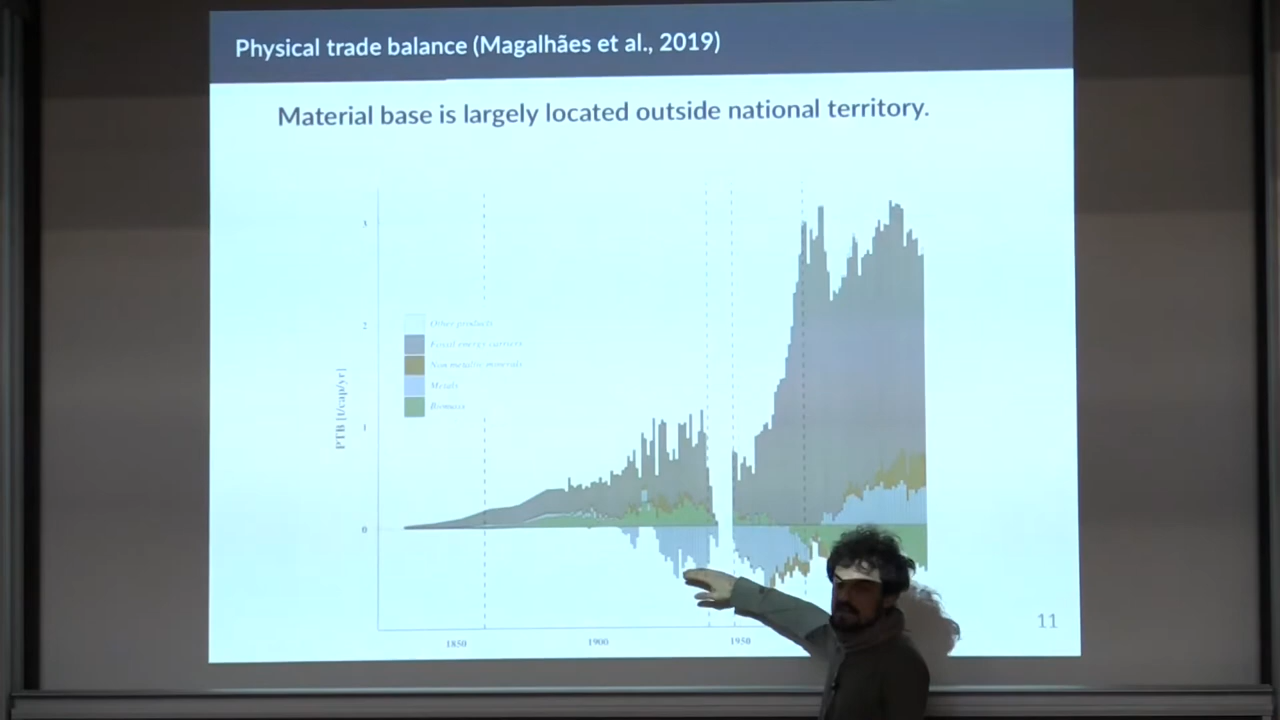 Physical trade balance (Magalhães et al., 2019)
Material base is largely located outside national territory.
3
2
1
0
PTB [t/cap/yr]
Other products
Fossil energy carriers
Non metallic minerals
Metals
Biomass
1850
1900
1950
11